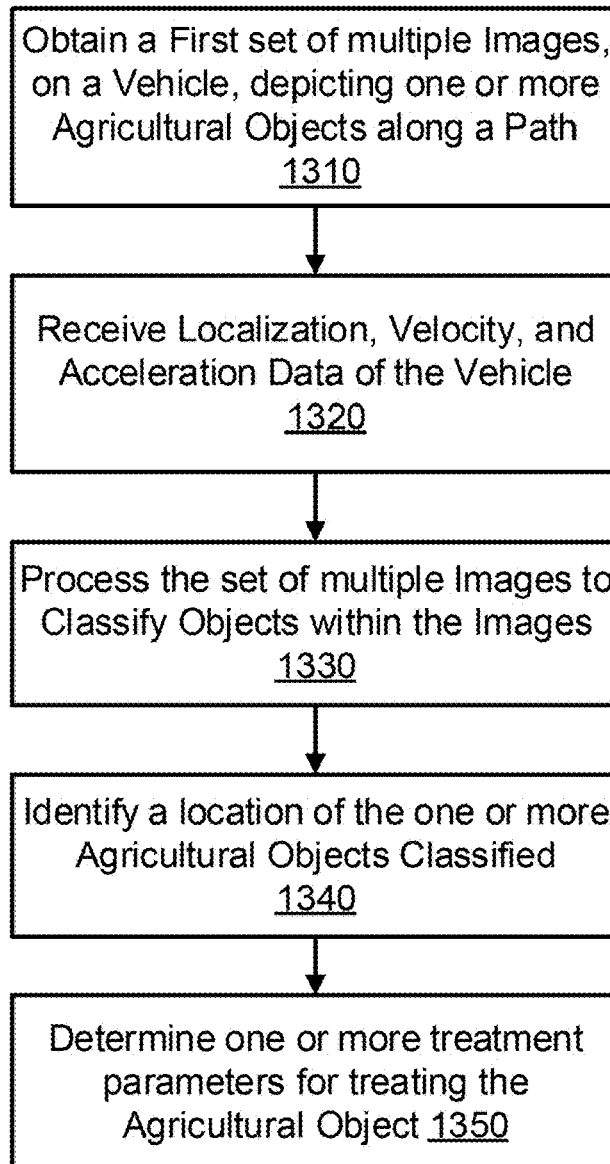 Obtain a First set of multiple Images,
on a Vehicle, depicting one or more
Agricultural Objects along a Path
1310
Receive Localization, Velocity, and
Acceleration Data of the Vehicle
1320
Process the set of multiple Images to
Classify Objects within the Images
1330
Identify a location of the one or more
Agricultural Objects Classified
1340
Determine one or more treatment
parameters for treating the
Agricultural Object 1350